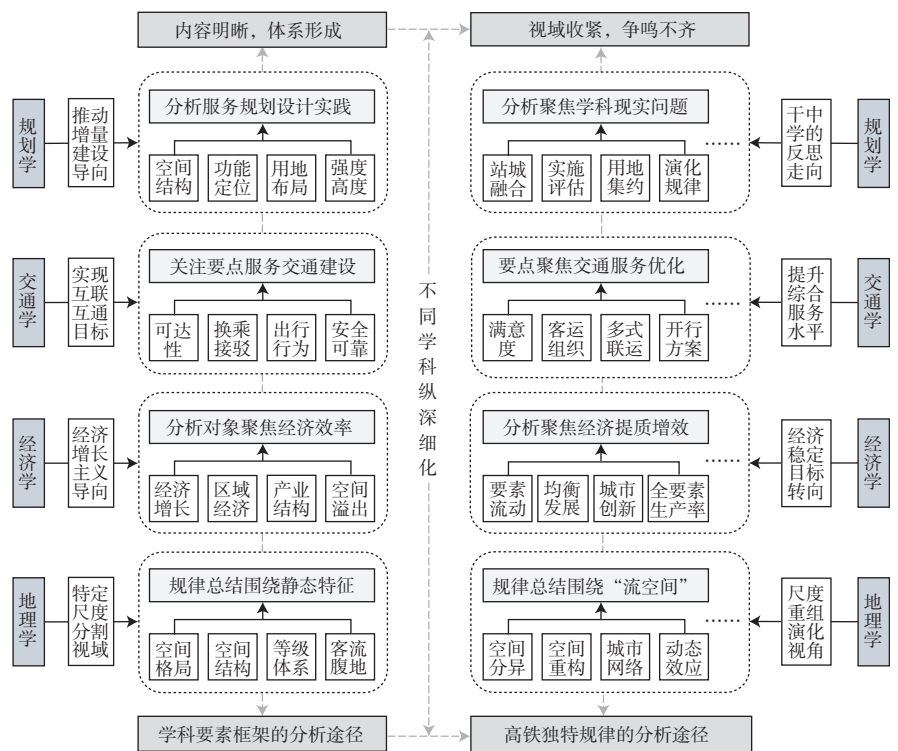 内容明晰，体系形成
视域收紧，争鸣不齐
规划学
推动
增量
建设
导向
分析服务规划设计实践
空间
结构
功能
定位
用地
布局
强度
高度
分析聚焦学科现实问题
站城
融合
实施
评估
用地
集约
演化
规律
……
干中
学的
反思
走向
规划学
交通学
实现
互联
互通
目标
关注要点服务交通建设
可达
性
换乘
接驳
出行
行为
安全
可靠
要点聚焦交通服务优化
满意
度
客运
组织
多式
联运
开行
方案
……
提升
综合
服务
水平
交通学
不同学科纵深细化
经济学
经济
增长
主义
导向
分析对象聚焦经济效率
经济
增长
区域
经济
产业
结构
空间
溢出
分析聚焦经济提质增效
要素
流动
均衡
发展
城市
创新
全要素
生产率
……
经济
稳定
目标
转向
经济学
地理学
特定
尺度
分割
视域
规律总结围绕静态特征
空间
格局
空间
结构
等级
体系
客流
腹地
规律总结围绕“流空间”
空间
分异
空间
重构
城市
网络
动态
效应
……
尺度
重组
演化
视角
地理学
学科要素框架的分析途径
高铁独特规律的分析途径